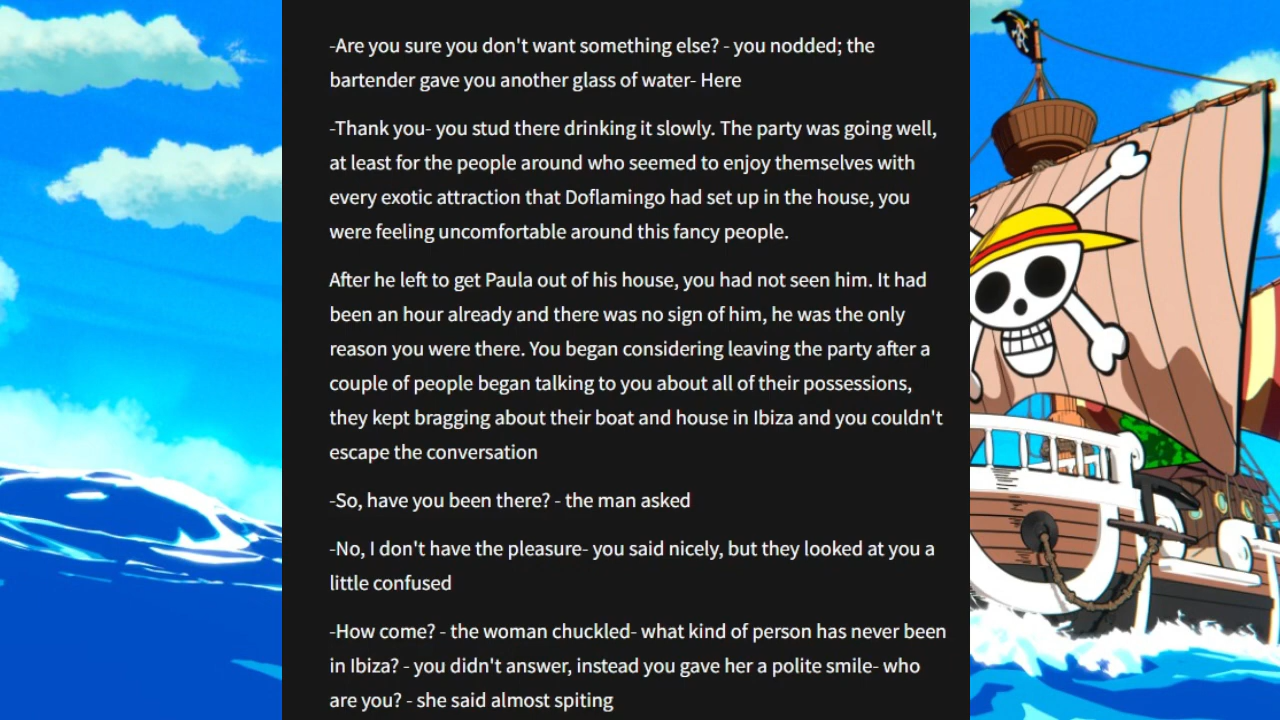 -Are you sure you don't want something else? - you nodded; the
bartender gave you another glass of water- Here
-Thank you- you stud there drinking it slowly. The party was going well,
at least for the people around who seemed to enjoy themselves with
every exotic attraction that Doflamingo had set up in the house, you
were feeling uncomfortable around this fancy people.
After he left to get Paula out of his house, you had not seen him. It had
been an hour already and there was no sign of him, he was the only
reason you were there. You began considering leaving the party after a
couple of people began talking to you about all of their possessions,
they kept bragging about their boat and house in Ibiza and you couldn't
escape the conversation
-So, have you been there? - the man asked
-No, I don't have the pleasure- you said nicely, but they looked at you a
little confused
-How come? - the woman chuckled- what kind of person has never been
in Ibiza? - you didn't answer, instead you gave her a polite smile- who
are you? - she said almost spiting